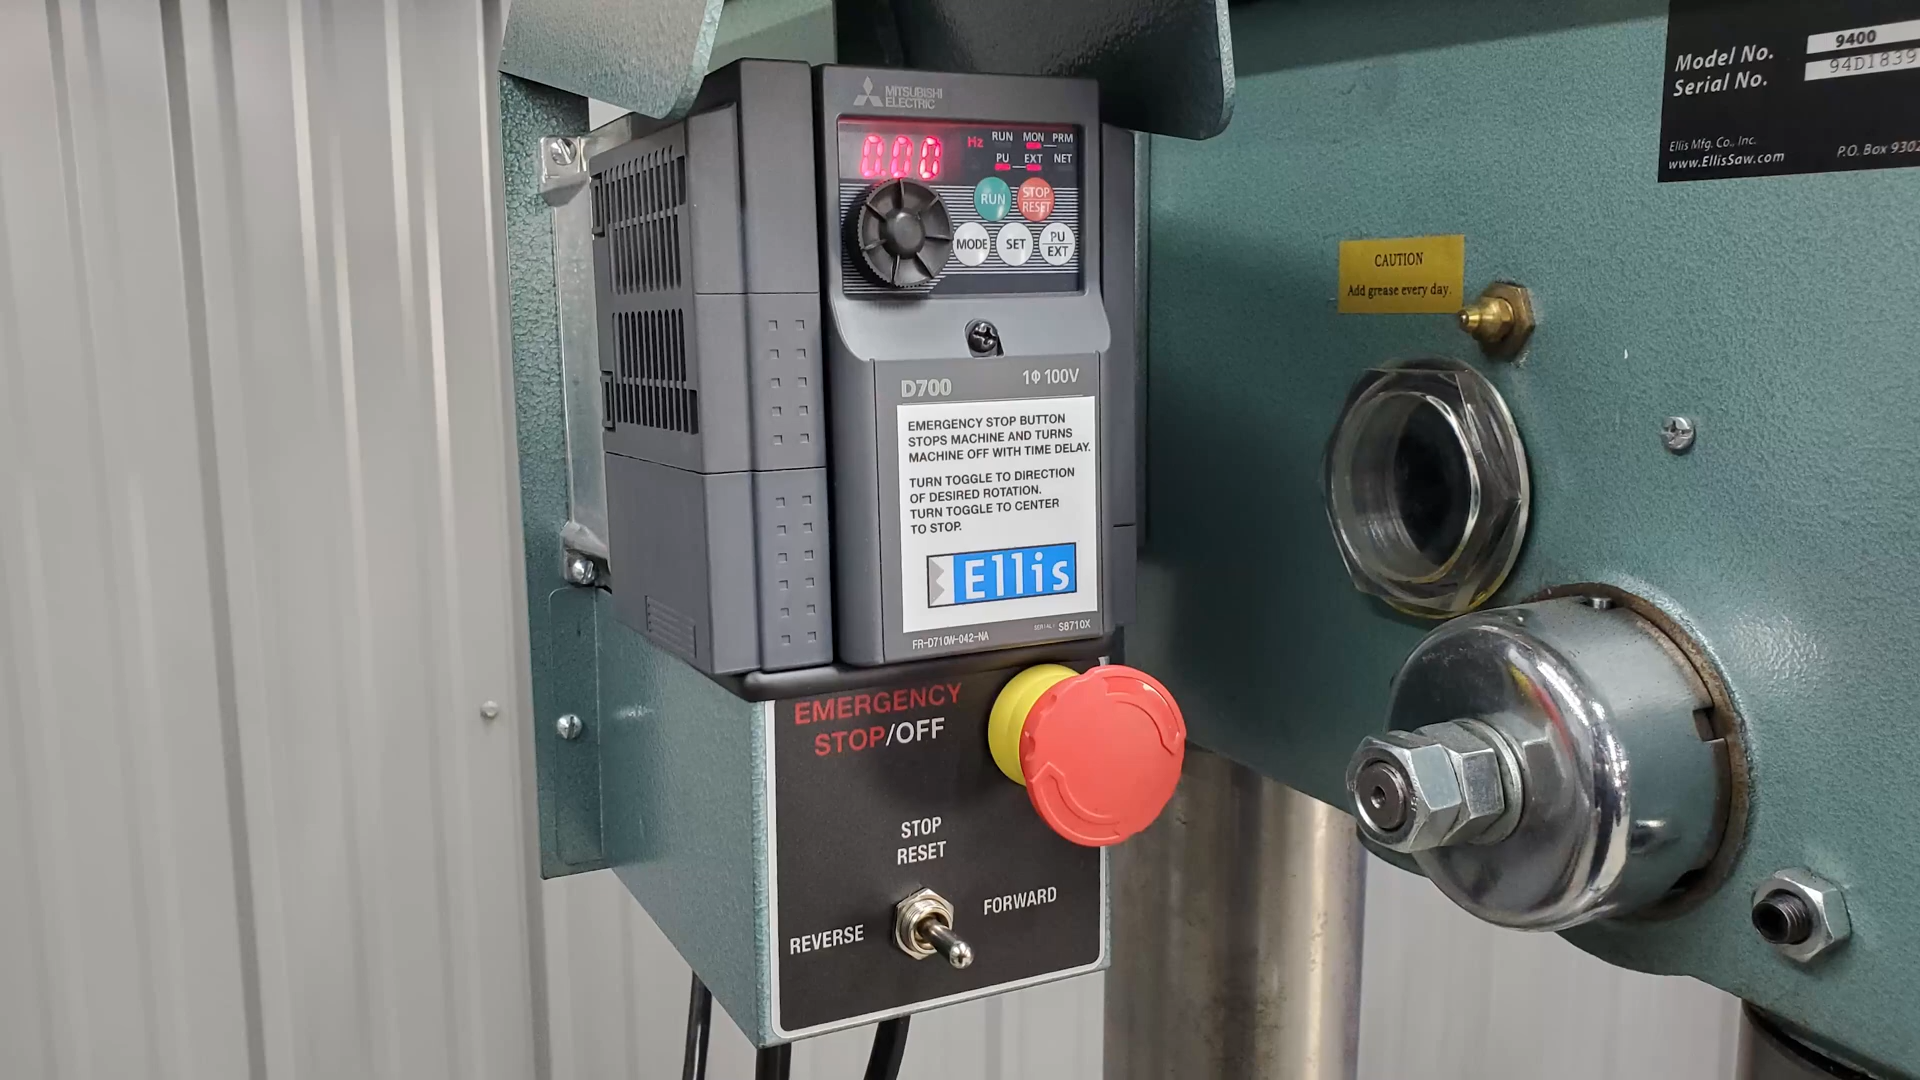 MITSUBISHI
ELECTRIC
0.00
Hz
RUN MON PRM
PU EXT NET
RUN
STOP
RESET
MODE
SET
PU
EXT
D700
1Φ 100V
EMERGENCY STOP BUTTON
STOPS MACHINE AND TURNS
MACHINE OFF WITH TIME DELAY.
TURN TOGGLE TO DIRECTION
OF DESIRED ROTATION.
TURN TOGGLE TO CENTER
TO STOP.
Ellis
FR-D710W-042-NA
SERIAL: S8710X
EMERGENCY
STOP/OFF
STOP
RESET
REVERSE
FORWARD
Model No. 9400
Serial No. 94D1839
Ellis Mfg. Co., Inc.
www.EllisSaw.com
P.O. Box 9302
CAUTION
Add grease every day.